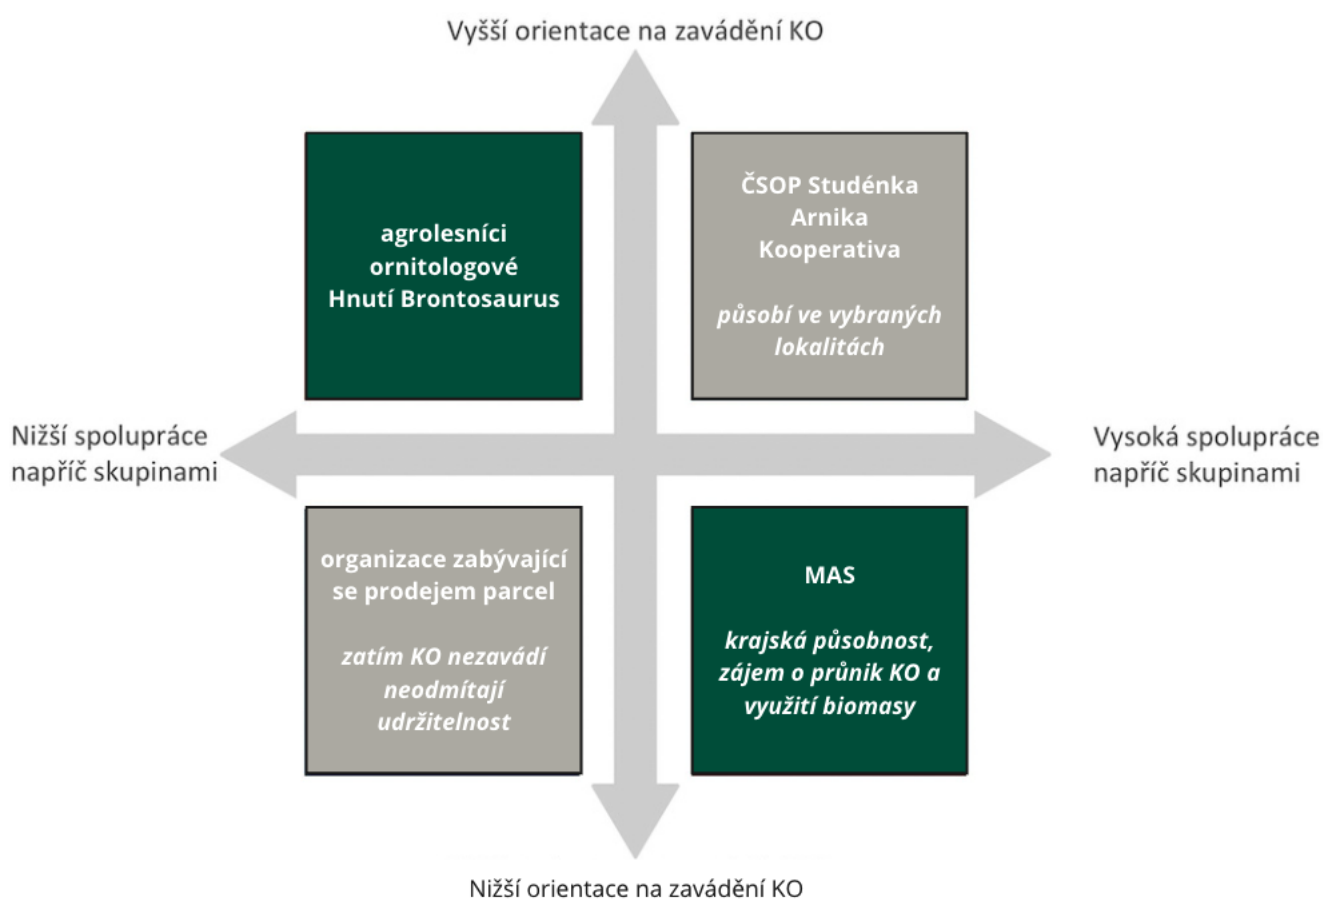 Vyšší orientace na zavádění KO
agrolesníci
ornitologové
Hnutí Brontosaurus
ČSOP Studénka
Arnika
Kooperativa
působí ve vybraných
lokalitách
Nižší spolupráce
napříč skupinami
Vysoká spolupráce
napříč skupinami
organizace zabývající
se prodejem parcel
zatím KO nezavádí
neodmítají
udržitelnost
MAS
krajská působnost,
zájem o průnik KO a
využití biomasy
Nižší orientace na zavádění KO